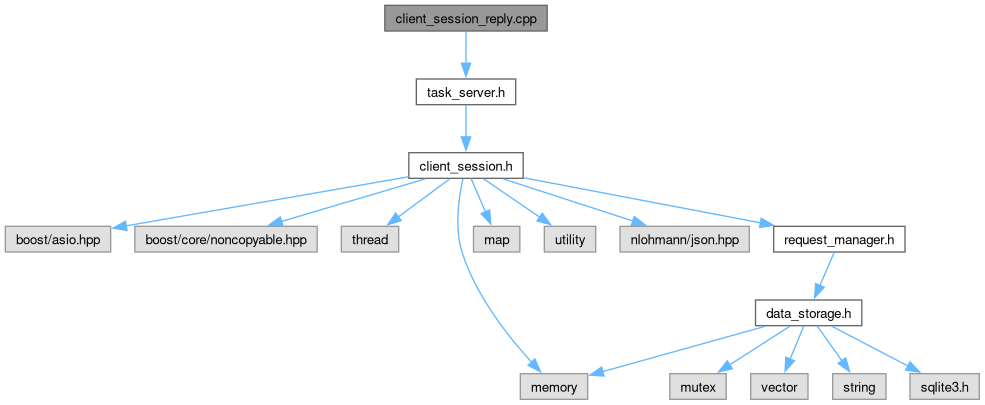 client_session_reply.cpp
task_server.h
client_session.h
boost/asio.hpp
boost/core/noncopyable.hpp
thread
map
utility
nlohmann/json.hpp
request_manager.h
data_storage.h
memory
mutex
vector
string
sqlite3.h